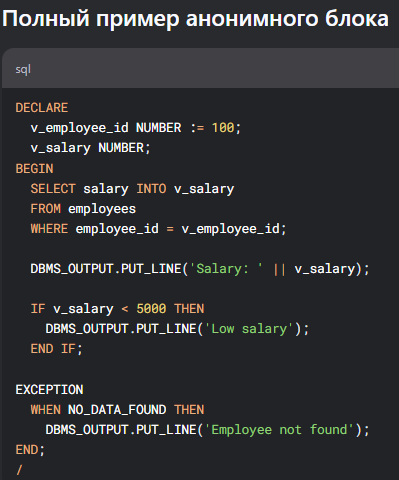 Полный пример анонимного блока
sql
DECLARE
  v_employee_id NUMBER := 100;
  v_salary NUMBER;
BEGIN
  SELECT salary INTO v_salary
  FROM employees
  WHERE employee_id = v_employee_id;

  DBMS_OUTPUT.PUT_LINE('Salary: ' || v_salary);

  IF v_salary < 5000 THEN
    DBMS_OUTPUT.PUT_LINE('Low salary');
  END IF;

EXCEPTION
  WHEN NO_DATA_FOUND THEN
    DBMS_OUTPUT.PUT_LINE('Employee not found');
END;
/